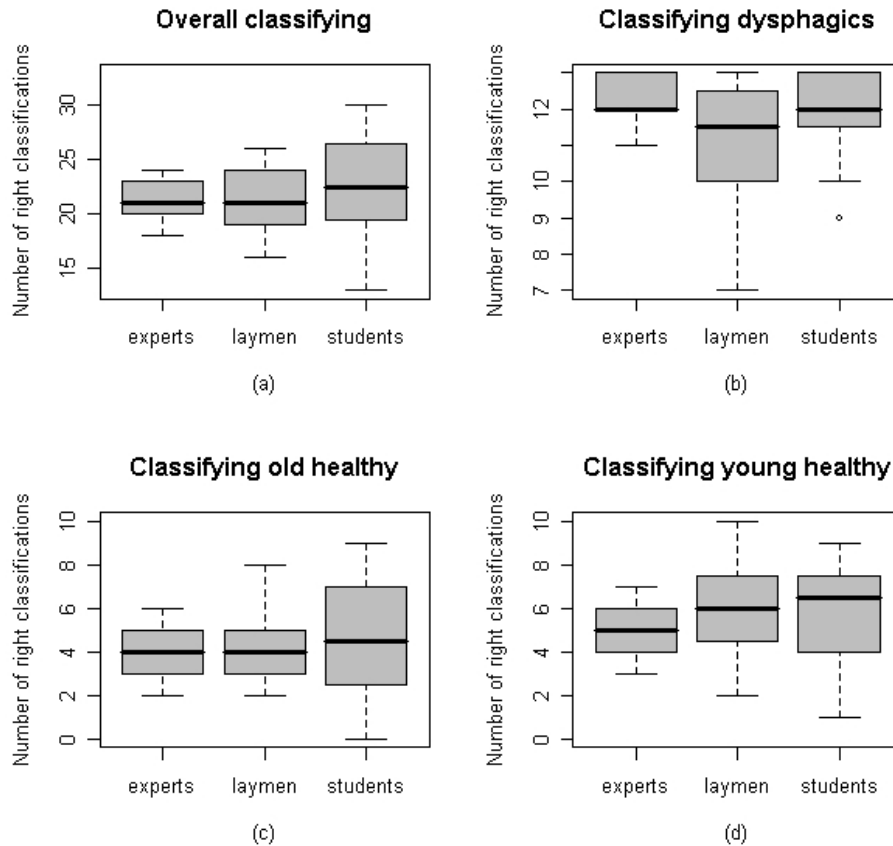 Overall classifying
Number of right classifications
30
25
20
15
experts laymen students
(a)
Classifying dysphagics
Number of right classifications
12
10
9
8
7
experts laymen students
(b)
Classifying old healthy
Number of right classifications
10
8
6
4
2
0
experts laymen students
(c)
Classifying young healthy
Number of right classifications
10
8
6
4
2
0
experts laymen students
(d)